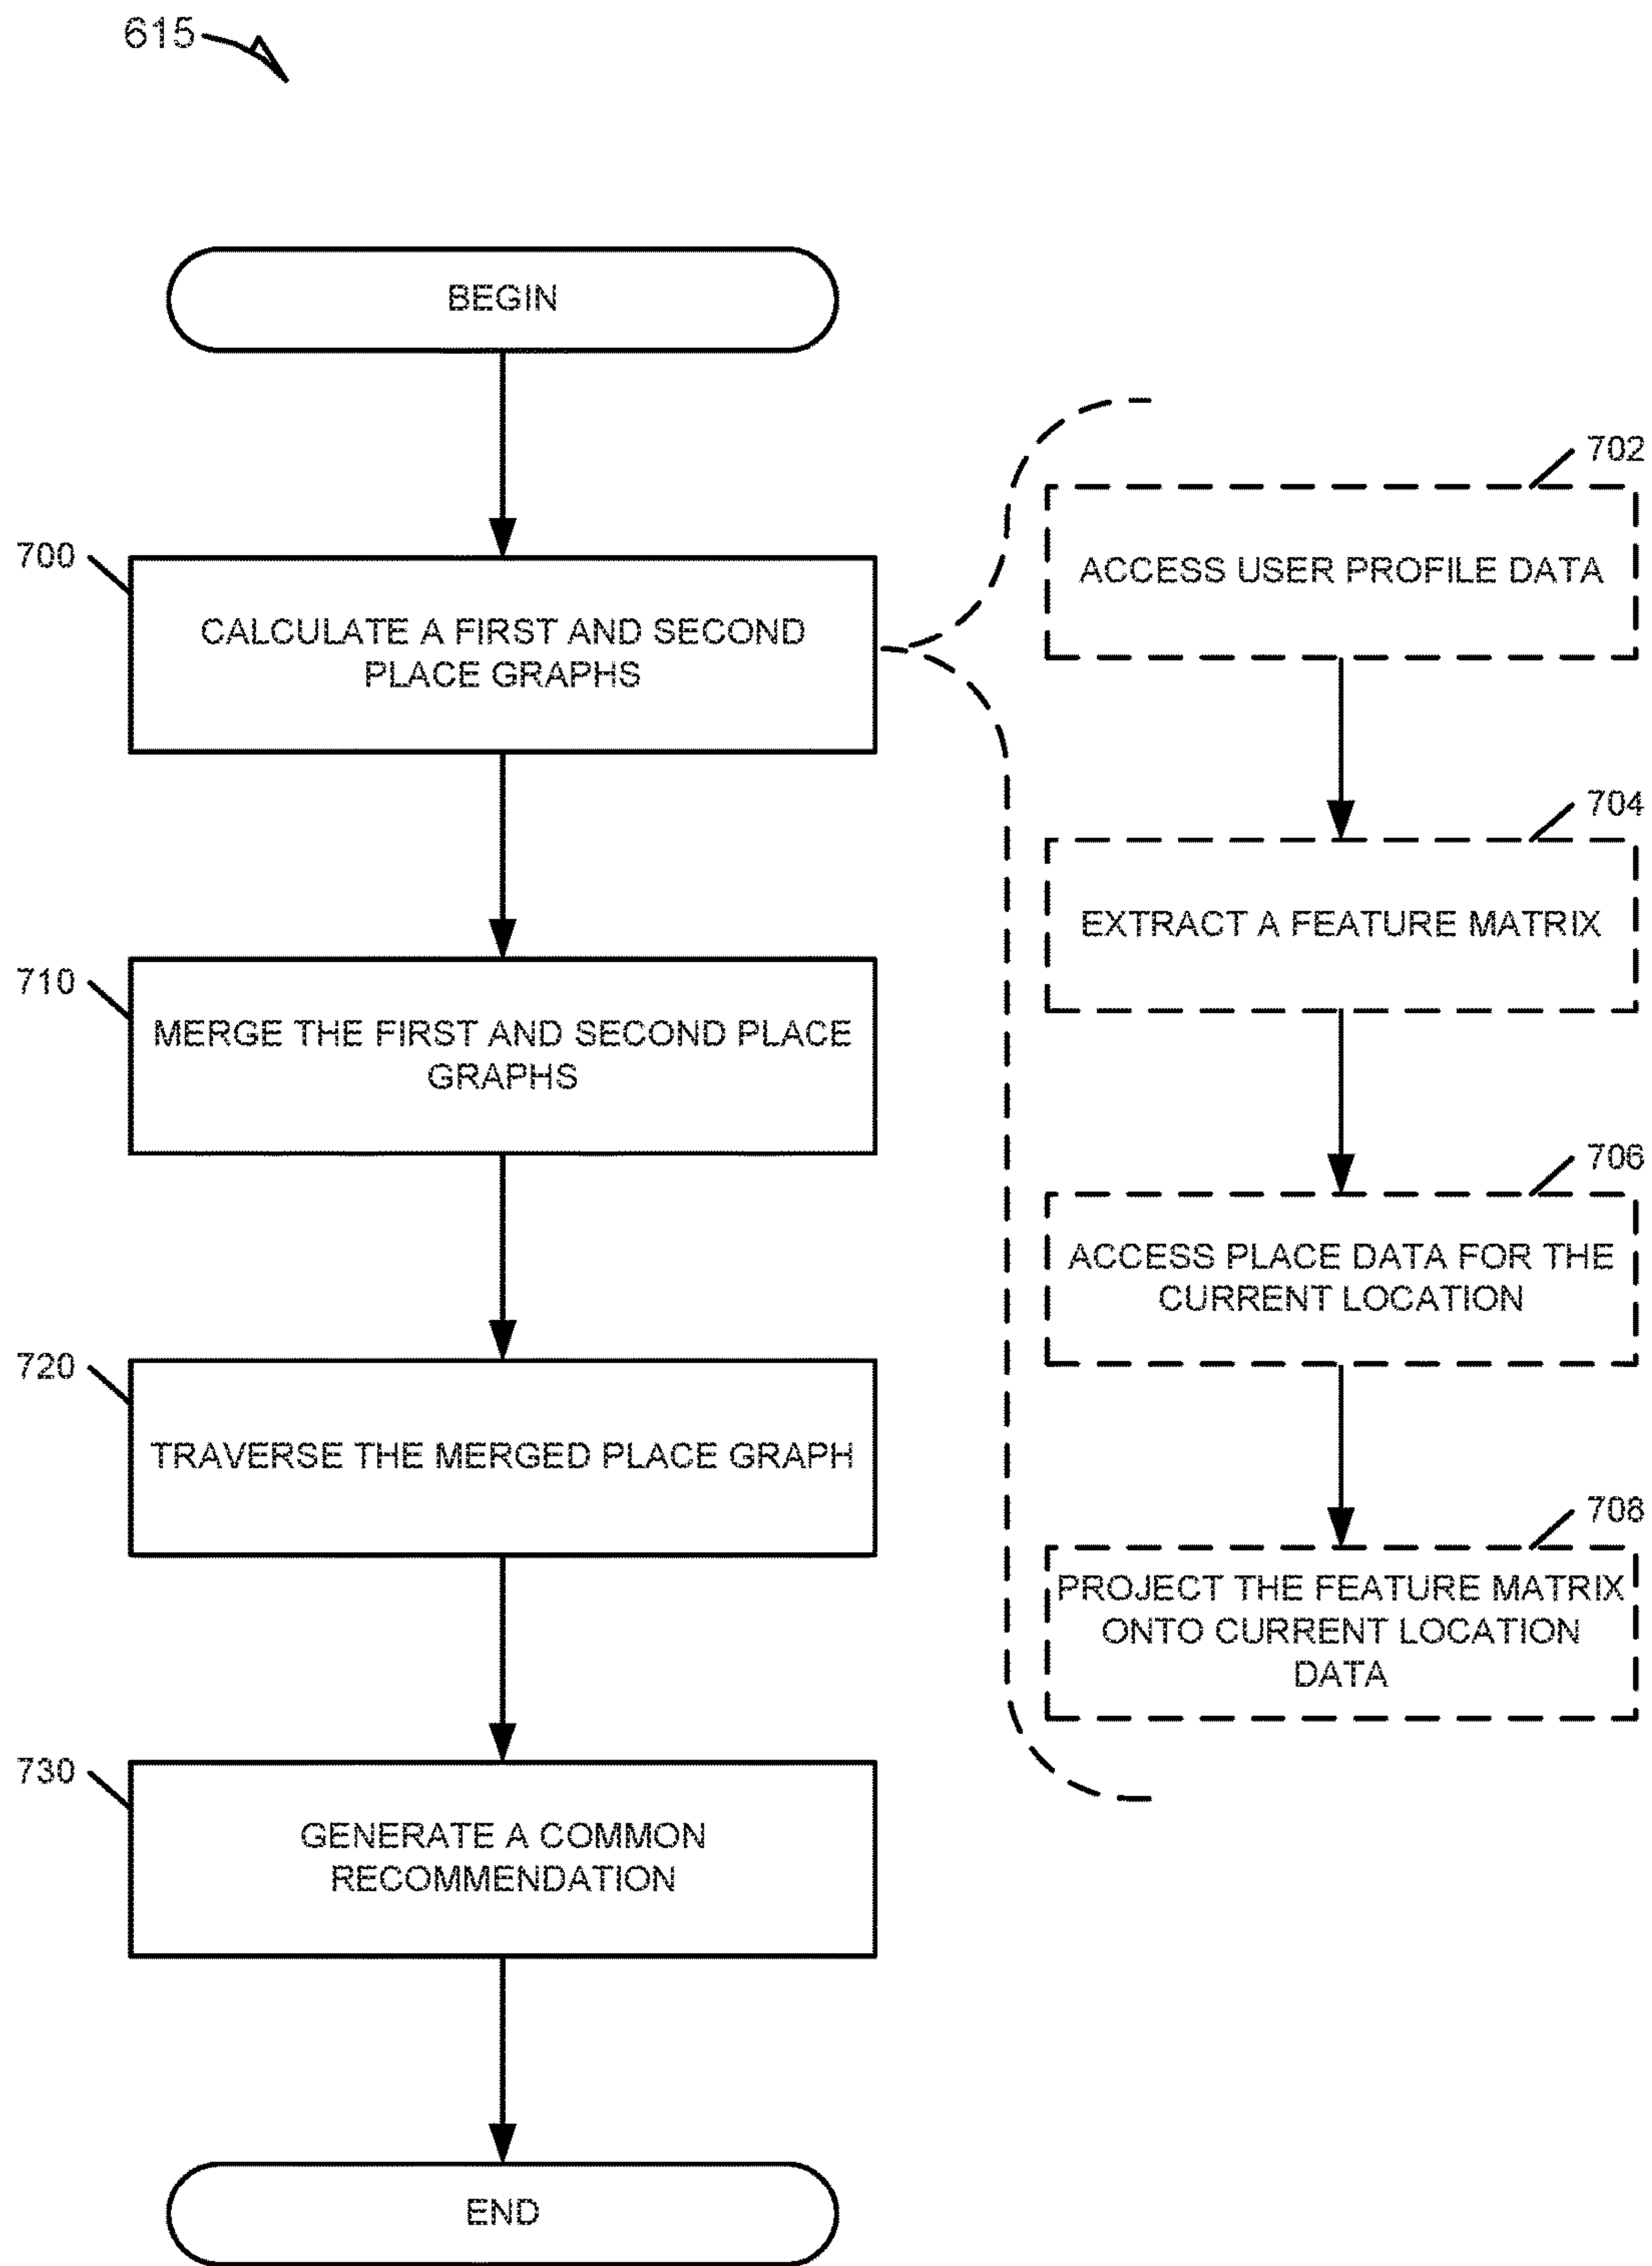 615
BEGIN
700
CALCULATE A FIRST AND SECOND
PLACE GRAPHS
710
MERGE THE FIRST AND SECOND PLACE
GRAPHS
720
TRAVERSE THE MERGED PLACE GRAPH
730
GENERATE A COMMON
RECOMMENDATION
END
702
ACCESS USER PROFILE DATA
704
EXTRACT A FEATURE MATRIX
706
ACCESS PLACE DATA FOR THE
CURRENT LOCATION
708
PROJECT THE FEATURE MATRIX
ONTO CURRENT LOCATION
DATA